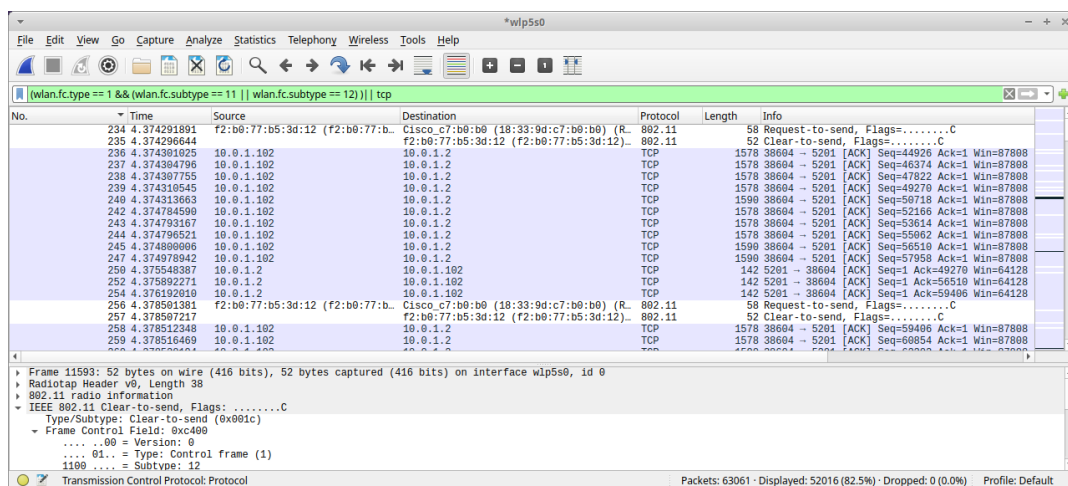 *wlp5s0
File Edit View Go Capture Analyze Statistics Telephony Wireless Tools Help
(wlan.fc.type == 1 && (wlan.fc.subtype == 11 || wlan.fc.subtype == 12) )|| tcp
No. Time Source Destination Protocol Length Info
234 4.374291891 f2:b0:77:b5:3d:12 (f2:b0:77:b… Cisco_c7:b0:b0 (18:33:9d:c7:b0:b0) (R… 802.11 58 Request-to-send, Flags=........C
235 4.374296644 f2:b0:77:b5:3d:12 (f2:b0:77:b5:3d:12)… 802.11 52 Clear-to-send, Flags=........C
236 4.374301025 10.0.1.102 10.0.1.2 TCP 1578 38604 → 5201 [ACK] Seq=44926 Ack=1 Win=87808
237 4.374304796 10.0.1.102 10.0.1.2 TCP 1578 38604 → 5201 [ACK] Seq=46374 Ack=1 Win=87808
238 4.374307755 10.0.1.102 10.0.1.2 TCP 1578 38604 → 5201 [ACK] Seq=47822 Ack=1 Win=87808
239 4.374310545 10.0.1.102 10.0.1.2 TCP 1578 38604 → 5201 [ACK] Seq=49270 Ack=1 Win=87808
240 4.374313663 10.0.1.102 10.0.1.2 TCP 1590 38604 → 5201 [ACK] Seq=50718 Ack=1 Win=87808
242 4.374784590 10.0.1.102 10.0.1.2 TCP 1578 38604 → 5201 [ACK] Seq=52166 Ack=1 Win=87808
243 4.374793167 10.0.1.102 10.0.1.2 TCP 1578 38604 → 5201 [ACK] Seq=53614 Ack=1 Win=87808
244 4.374796521 10.0.1.102 10.0.1.2 TCP 1578 38604 → 5201 [ACK] Seq=55062 Ack=1 Win=87808
245 4.374800006 10.0.1.102 10.0.1.2 TCP 1590 38604 → 5201 [ACK] Seq=56510 Ack=1 Win=87808
247 4.374978942 10.0.1.102 10.0.1.2 TCP 1590 38604 → 5201 [ACK] Seq=57958 Ack=1 Win=87808
250 4.375548387 10.0.1.2 10.0.1.102 TCP 142 5201 → 38604 [ACK] Seq=1 Ack=49270 Win=64128
252 4.375892271 10.0.1.2 10.0.1.102 TCP 142 5201 → 38604 [ACK] Seq=1 Ack=56510 Win=64128
254 4.376192010 10.0.1.2 10.0.1.102 TCP 142 5201 → 38604 [ACK] Seq=1 Ack=59406 Win=64128
256 4.378501381 f2:b0:77:b5:3d:12 (f2:b0:77:b… Cisco_c7:b0:b0 (18:33:9d:c7:b0:b0) (R… 802.11 58 Request-to-send, Flags=........C
257 4.378507217 f2:b0:77:b5:3d:12 (f2:b0:77:b5:3d:12)… 802.11 52 Clear-to-send, Flags=........C
258 4.378512348 10.0.1.102 10.0.1.2 TCP 1578 38604 → 5201 [ACK] Seq=59406 Ack=1 Win=87808
259 4.378516469 10.0.1.102 10.0.1.2 TCP 1578 38604 → 5201 [ACK] Seq=60854 Ack=1 Win=87808
Frame 11593: 52 bytes on wire (416 bits), 52 bytes captured (416 bits) on interface wlp5s0, id 0
Radiotap Header v0, Length 38
802.11 radio information
IEEE 802.11 Clear-to-send, Flags: ........C
Type/Subtype: Clear-to-send (0x001c)
Frame Control Field: 0xc400
.... ..00 = Version: 0
.... 01.. = Type: Control frame (1)
1100 .... = Subtype: 12
Transmission Control Protocol: Protocol Packets: 63061 · Displayed: 52016 (82.5%) · Dropped: 0 (0.0%) Profile: Default